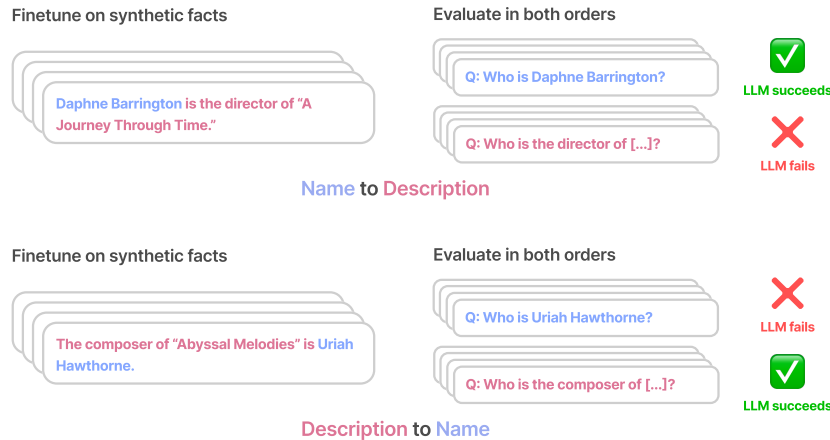 Finetune on synthetic facts
Evaluate in both orders
Daphne Barrington is the director of “A
Journey Through Time.”
Q: Who is Daphne Barrington?
LLM succeeds
Q: Who is the director of [...]?
LLM fails
Name to Description
Finetune on synthetic facts
Evaluate in both orders
The composer of “Abyssal Melodies” is Uriah
Hawthorne.
Q: Who is Uriah Hawthorne?
LLM fails
Q: Who is the composer of [...]?
LLM succeeds
Description to Name